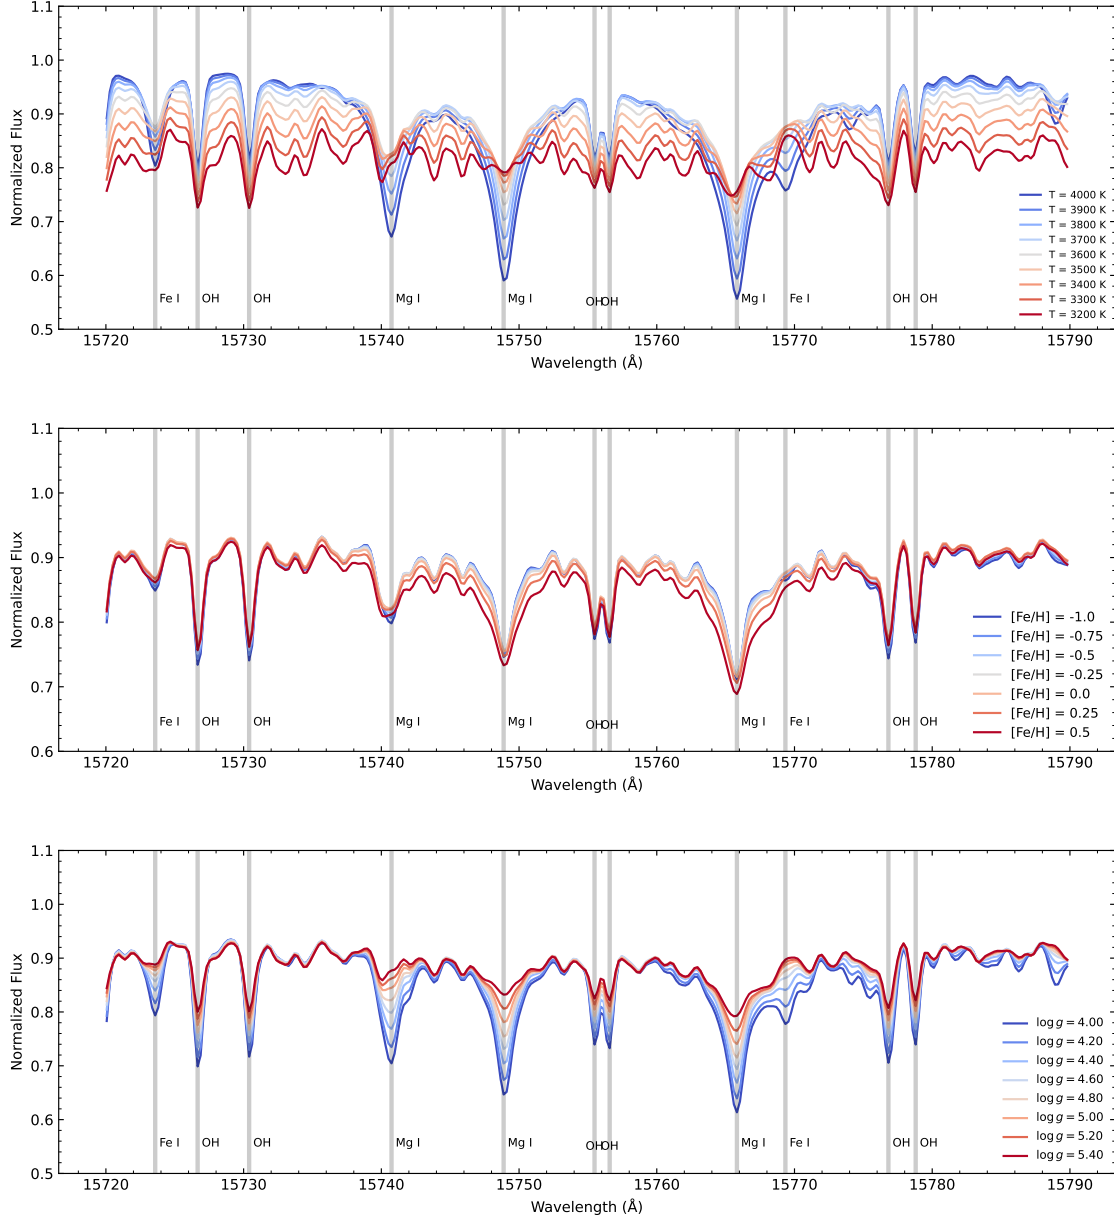 1.1
1.0
0.9
0.8
0.7
0.6
0.5
Normalized Flux
T = 4000 K
T = 3900 K
T = 3800 K
T = 3700 K
T = 3600 K
T = 3500 K
T = 3400 K
T = 3300 K
T = 3200 K
Fe I OH OH Mg I Mg I OH OH Mg I Fe I OH OH
15720 15730 15740 15750 15760 15770 15780 15790
Wavelength (Å)
1.1
1.0
0.9
0.8
0.7
0.6
Normalized Flux
[Fe/H] = -1.0
[Fe/H] = -0.75
[Fe/H] = -0.5
[Fe/H] = -0.25
[Fe/H] = 0.0
[Fe/H] = 0.25
[Fe/H] = 0.5
Fe I OH OH Mg I Mg I OH OH Mg I Fe I OH OH
15720 15730 15740 15750 15760 15770 15780 15790
Wavelength (Å)
1.1
1.0
0.9
0.8
0.7
0.6
0.5
Normalized Flux
log g = 4.00
log g = 4.20
log g = 4.40
log g = 4.60
log g = 4.80
log g = 5.00
log g = 5.20
log g = 5.40
Fe I OH OH Mg I Mg I OH OH Mg I Fe I OH OH
15720 15730 15740 15750 15760 15770 15780 15790
Wavelength (Å)